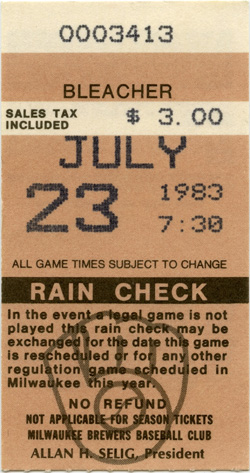 0003413
BLEACHER
SALES TAX
INCLUDED
$ 3.00
JULY
23
1983
7:30
ALL GAME TIMES SUBJECT TO CHANGE
RAIN CHECK
In the event a legal game is not
played this rain check may be
exchanged for the date this game
is rescheduled or for any other
regulation game scheduled in
Milwaukee this year.
NO REFUND
NOT APPLICABLE FOR SEASON TICKETS
MILWAUKEE BREWERS BASEBALL CLUB
ALLAN H. SELIG, President